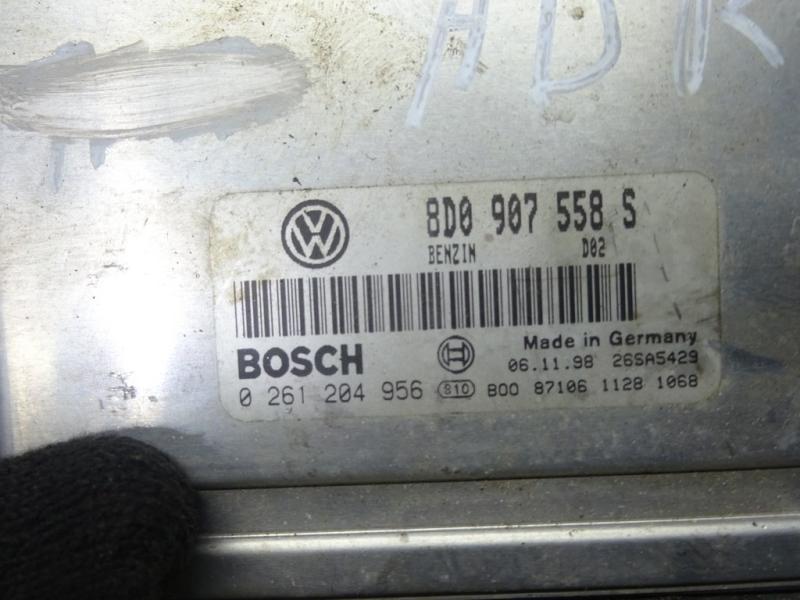 ADR
8D0 907 558 S
BENZIN D02
Made in Germany
BOSCH 06.11.98 26SA5429
0 261 204 956 810 B00 87106 1128 1068